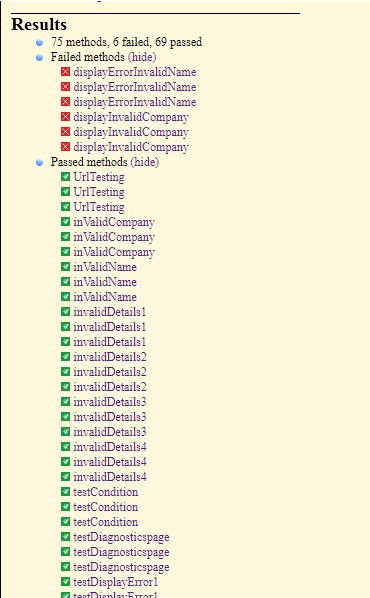 Results
75 methods, 6 failed, 69 passed
Failed methods (hide)
displayErrorInvalidName
displayErrorInvalidName
displayErrorInvalidName
displayInvalidCompany
displayInvalidCompany
displayInvalidCompany
Passed methods (hide)
UrlTesting
UrlTesting
UrlTesting
inValidCompany
inValidCompany
inValidCompany
inValidName
inValidName
inValidName
invalidDetails1
invalidDetails1
invalidDetails1
invalidDetails2
invalidDetails2
invalidDetails2
invalidDetails3
invalidDetails3
invalidDetails3
invalidDetails4
invalidDetails4
invalidDetails4
testCondition
testCondition
testCondition
testDiagnosticspage
testDiagnosticspage
testDiagnosticspage
testDisplayError1
testDisplayError1